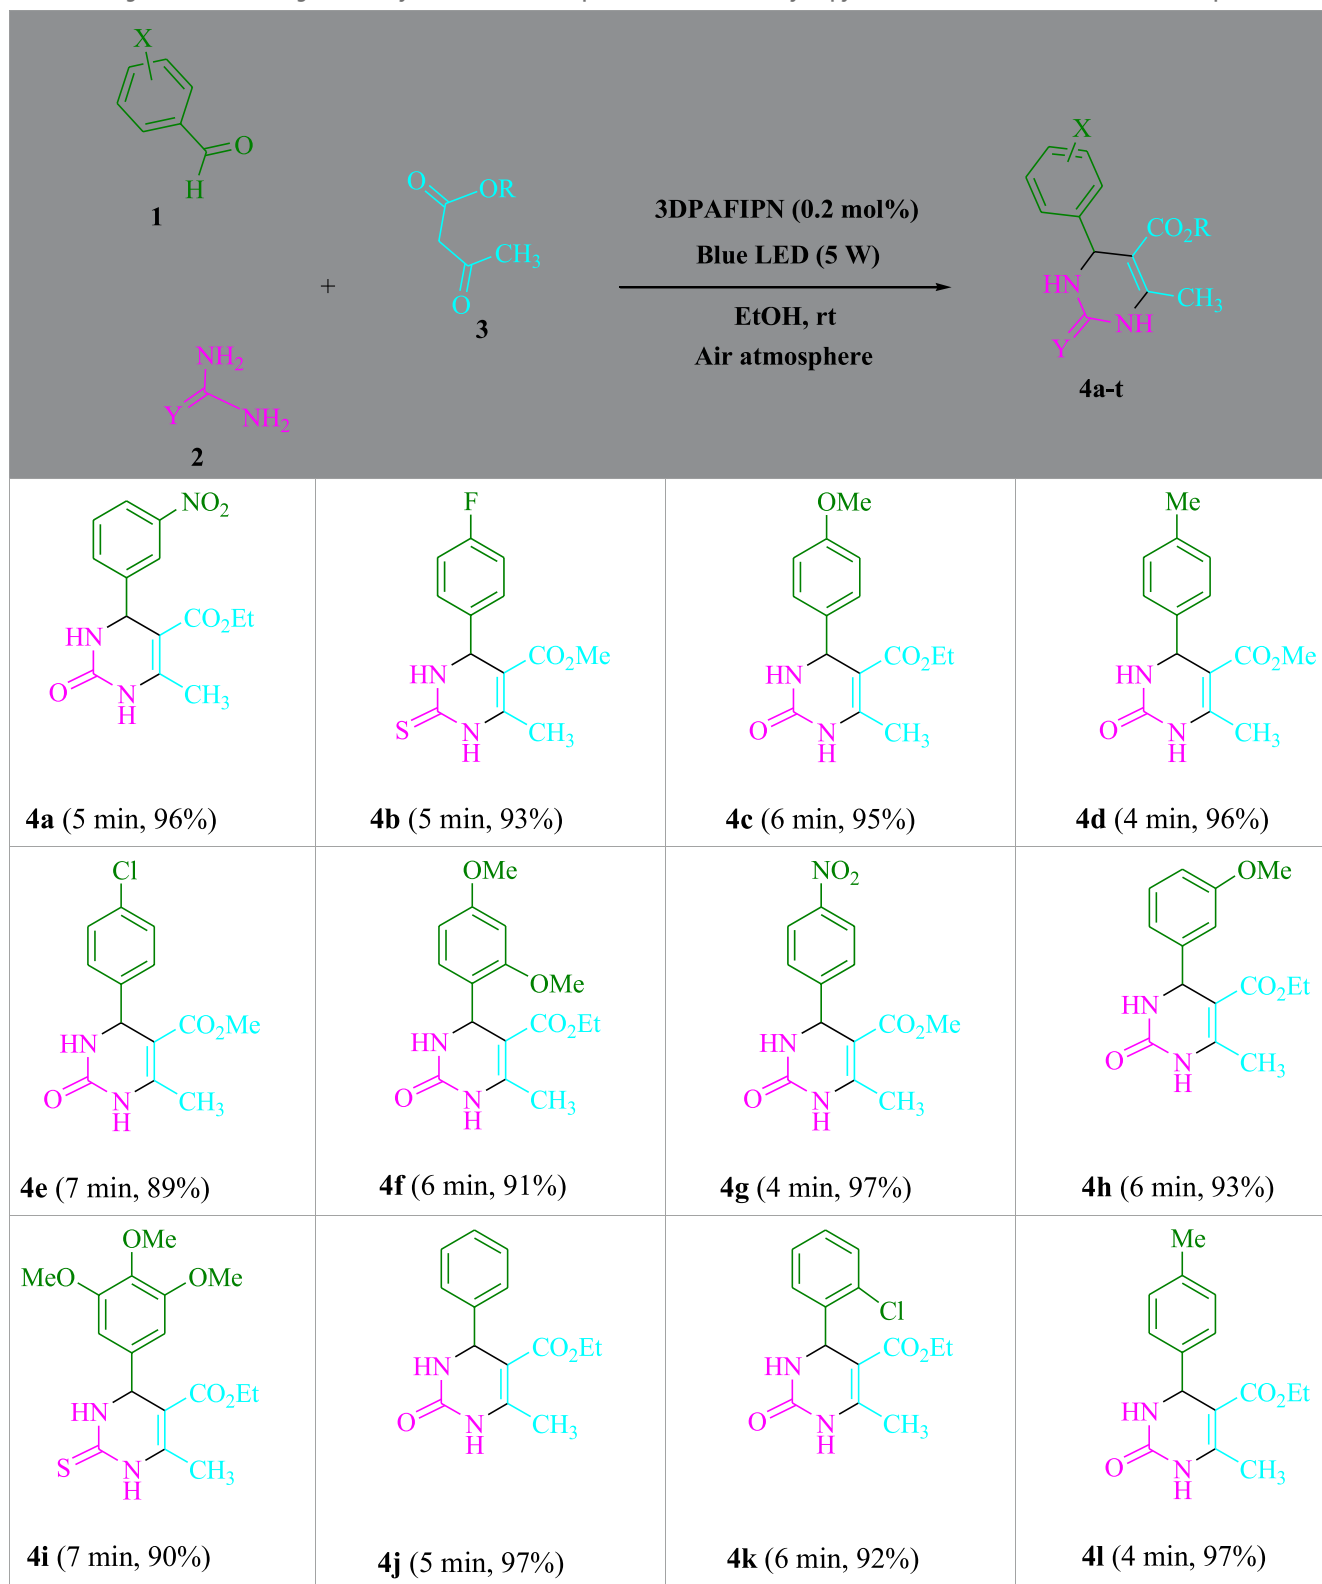 X
O
H
1
O
OR
CH3
O
3
+
NH2
Y
NH2
2
3DPAFIPN (0.2 mol%)
Blue LED (5 W)
EtOH, rt
Air atmosphere
X
CO2R
HN
CH3
NH
Y
4a-t
NO2
CO2Et
HN
O
N
H
CH3
4a (5 min, 96%)
F
CO2Me
HN
S
N
H
CH3
4b (5 min, 93%)
OMe
CO2Et
HN
O
N
H
CH3
4c (6 min, 95%)
Me
CO2Me
HN
O
N
H
CH3
4d (4 min, 96%)
Cl
CO2Me
HN
O
N
H
CH3
4e (7 min, 89%)
OMe
OMe
CO2Et
HN
O
N
H
CH3
4f (6 min, 91%)
NO2
CO2Me
HN
O
N
H
CH3
4g (4 min, 97%)
OMe
CO2Et
HN
O
N
H
CH3
4h (6 min, 93%)
OMe
MeO
OMe
CO2Et
HN
S
N
H
CH3
4i (7 min, 90%)
CO2Et
HN
O
N
H
CH3
4j (5 min, 97%)
Cl
CO2Et
HN
O
N
H
CH3
4k (6 min, 92%)
Me
CO2Et
HN
O
N
H
CH3
4l (4 min, 97%)